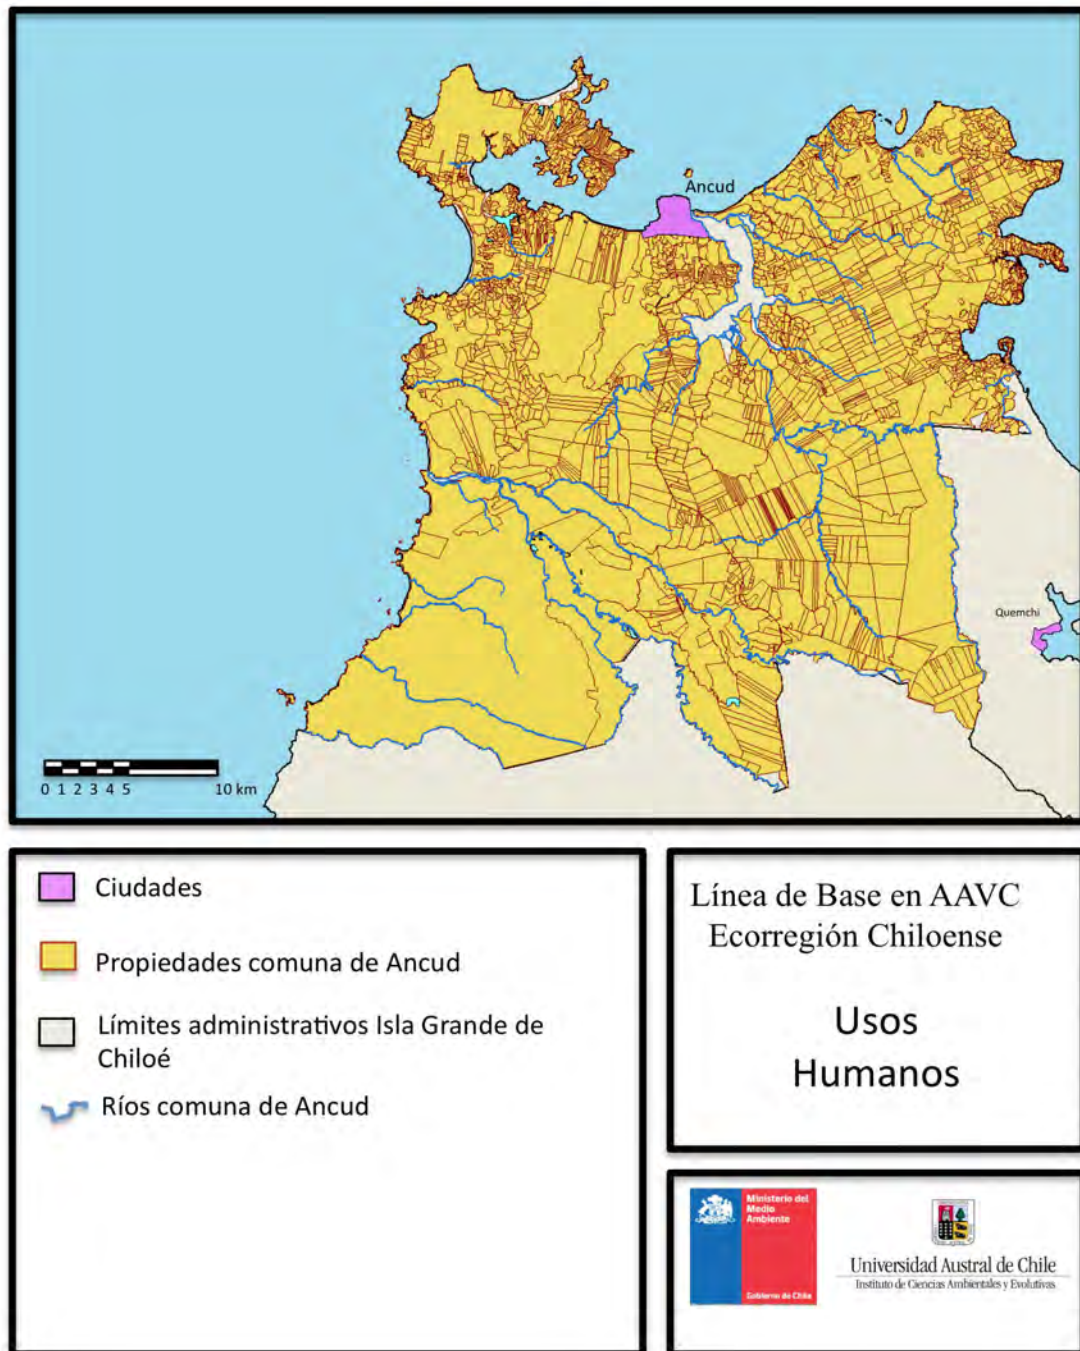 Ancud
Quemchi
0 1 2 3 4 5 10 km
Ciudades
Propiedades comuna de Ancud
Límites administrativos Isla Grande de
Chiloé
Ríos comuna de Ancud
Línea de Base en AAVC
Ecorregión Chiloense
Usos
Humanos
Ministerio del
Medio
Ambiente
Gobierno de Chile
Universidad Austral de Chile
Instituto de Ciencias Ambientales y Evolutivas